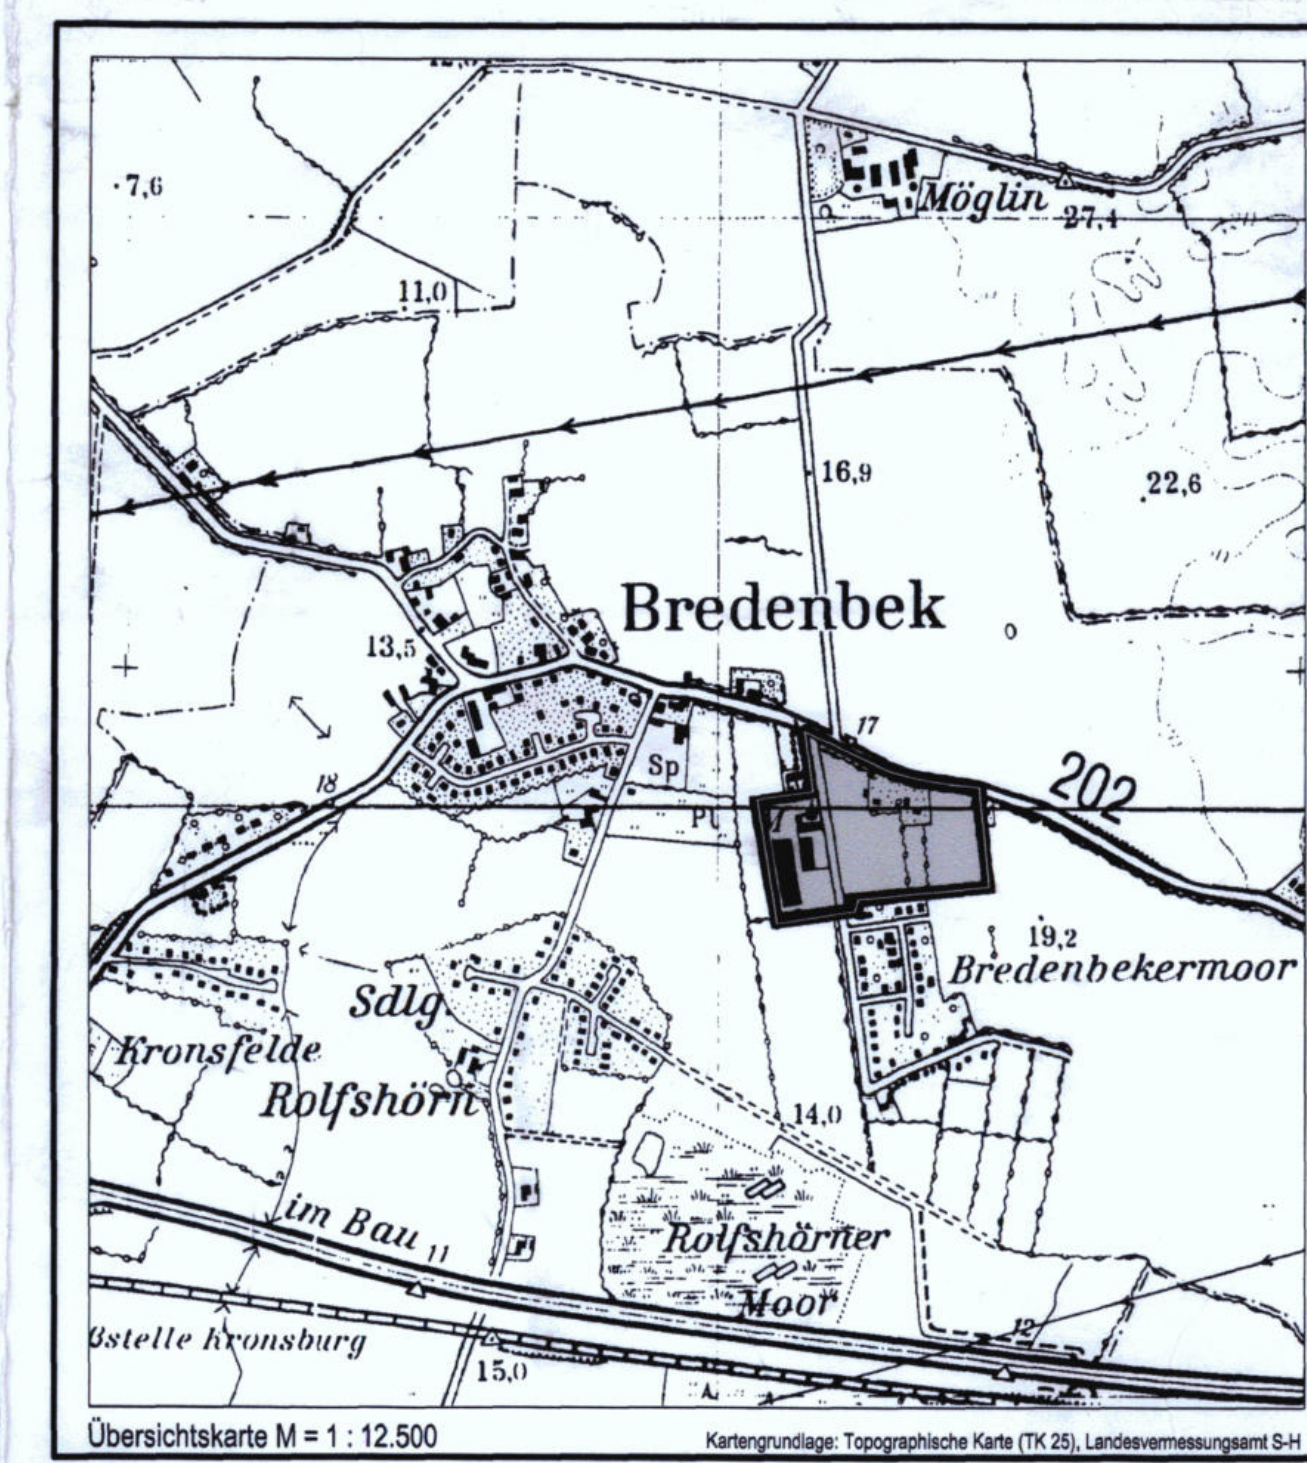 7,6
Möglin
27,4
11,0
16,9
22,6
Bredenbek
13,5
17
202
Sp
18
Pl
19,2
Bredenbekermoor
Sdlg.
Kronsfelde
Rolfshörn
14,0
im Bau
11
Rolfshörner
Moor
12
ßstelle Kronsburg
15,0
Übersichtskarte M = 1 : 12.500
Kartengrundlage: Topographische Karte (TK 25), Landesvermessungsamt S-H